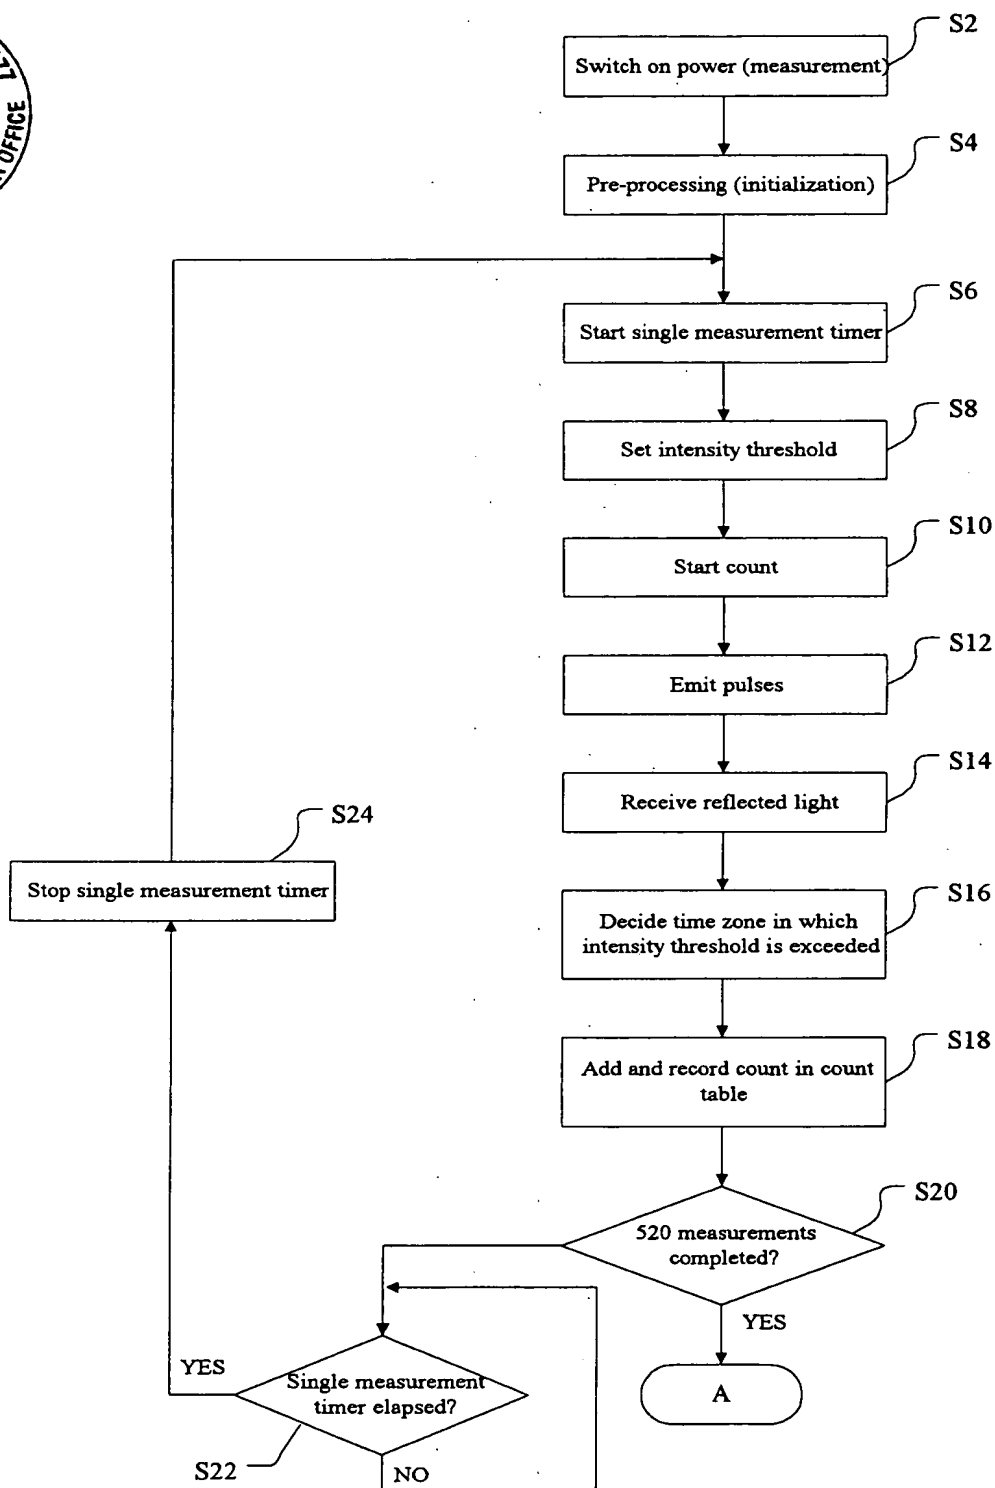 OFFICE
S2
Switch on power (measurement)
S4
Pre-processing (initialization)
S6
Start single measurement timer
S8
Set intensity threshold
S10
Start count
S12
Emit pulses
S14
Receive reflected light
S24
Stop single measurement timer
S16
Decide time zone in which
intensity threshold is exceeded
S18
Add and record count in count
table
S20
520 measurements
completed?
YES
A
YES
Single measurement
timer elapsed?
S22
NO